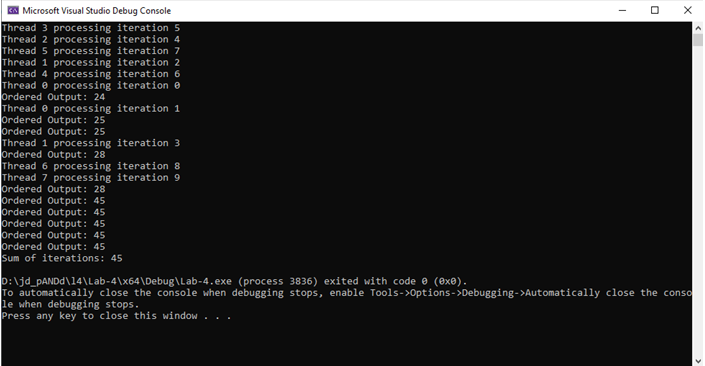 Microsoft Visual Studio Debug Console
Thread 3 processing iteration 5
Thread 2 processing iteration 4
Thread 5 processing iteration 7
Thread 1 processing iteration 2
Thread 4 processing iteration 6
Thread 0 processing iteration 0
Ordered Output: 24
Thread 0 processing iteration 1
Ordered Output: 25
Ordered Output: 25
Thread 1 processing iteration 3
Ordered Output: 28
Thread 6 processing iteration 8
Thread 7 processing iteration 9
Ordered Output: 28
Ordered Output: 45
Ordered Output: 45
Ordered Output: 45
Ordered Output: 45
Ordered Output: 45
Sum of iterations: 45
D:\jd_pANDd\l4\Lab-4\x64\Debug\Lab-4.exe (process 3836) exited with code 0 (0x0).
To automatically close the console when debugging stops, enable Tools->Options->Debugging->Automatically close the conso
le when debugging stops.
Press any key to close this window . . .